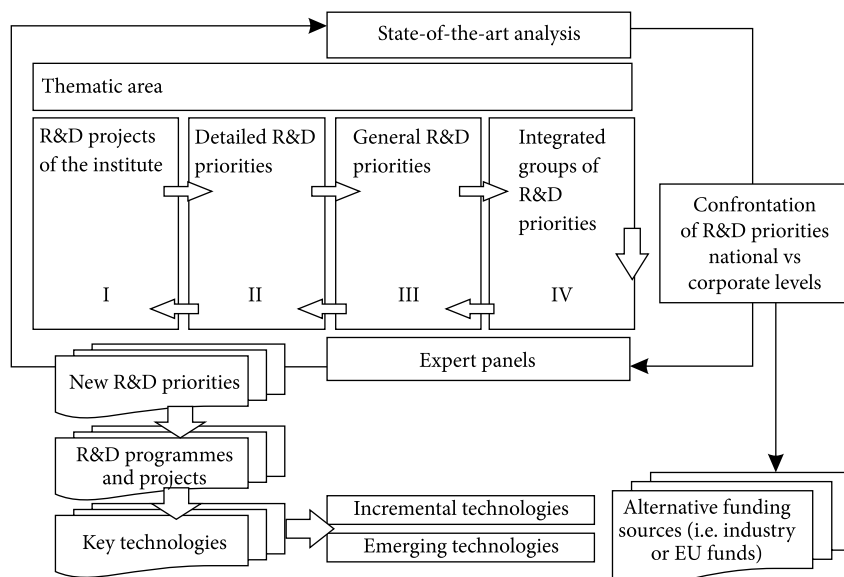 State-of-the-art analysis
Thematic area
R&D projects
of the institute
I
Detailed R&D
priorities
II
General R&D
priorities
III
Integrated
groups of
R&D
priorities
IV
Confrontation
of R&D priorities
national vs
corporate levels
Expert panels
New R&D priorities
R&D programmes
and projects
Key technologies
Incremental technologies
Emerging technologies
Alternative funding
sources (i.e. industry
or EU funds)